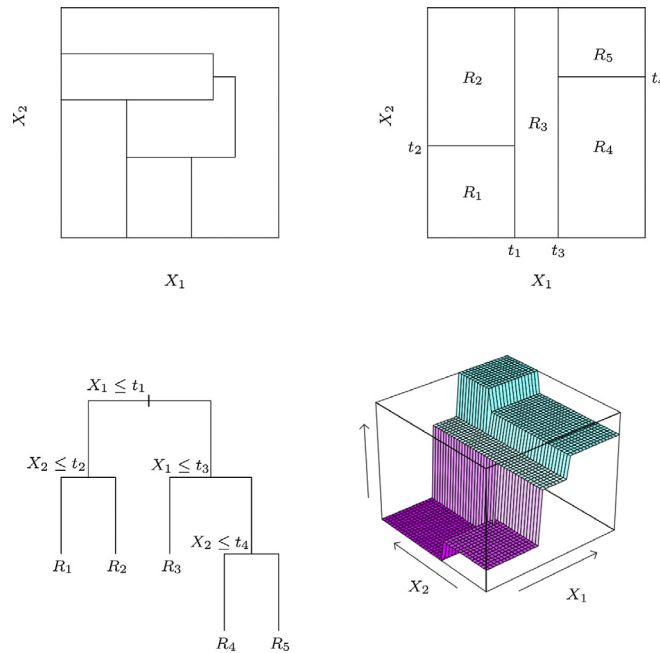 X₂
X₁
X₂
R₂
R₅
R₃
R₄
R₁
t₂
t₁
t₃
X₁
X₁ ≤ t₁
X₂ ≤ t₂
X₁ ≤ t₃
X₂ ≤ t₄
R₁
R₂
R₃
R₄
R₅
X₂
X₁